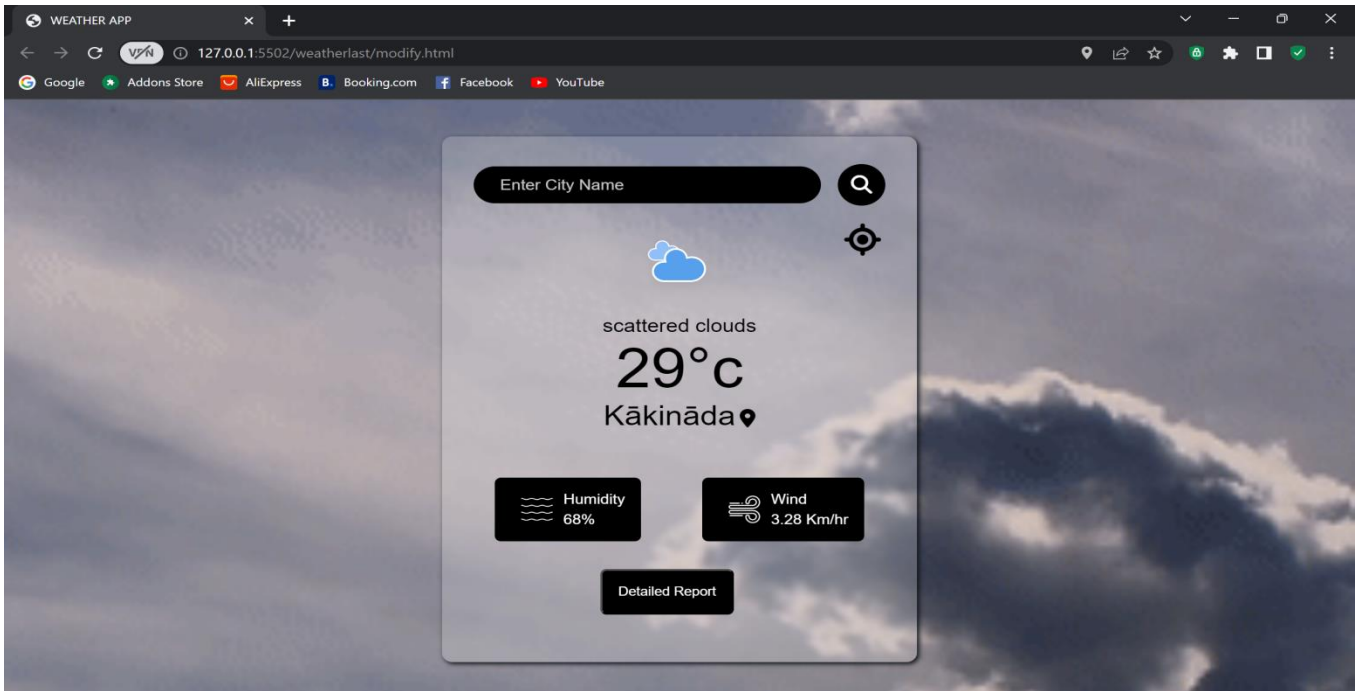 WEATHER APP
VPN 127.0.0.1:5502/weatherlast/modify.html
Google Addons Store AliExpress B. Booking.com Facebook YouTube
Enter City Name
scattered clouds
29°c
Kākināda
Humidity
68%
Wind
3.28 Km/hr
Detailed Report